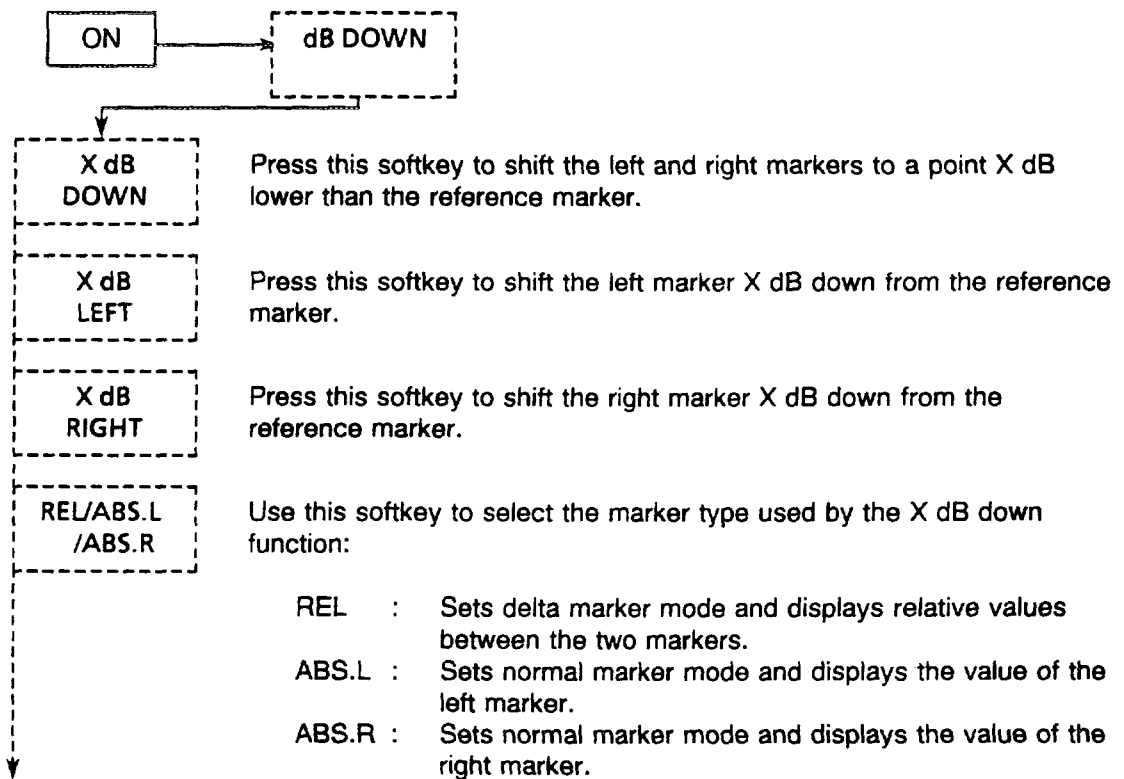 ON
dB DOWN
X dB
DOWN
Press this softkey to shift the left and right markers to a point X dB
lower than the reference marker.
X dB
LEFT
Press this softkey to shift the left marker X dB down from the reference
marker.
X dB
RIGHT
Press this softkey to shift the right marker X dB down from the
reference marker.
REL/ABS.L
/ABS.R
Use this softkey to select the marker type used by the X dB down
function:
REL : Sets delta marker mode and displays relative values
between the two markers.
ABS.L : Sets normal marker mode and displays the value of the
left marker.
ABS.R : Sets normal marker mode and displays the value of the
right marker.